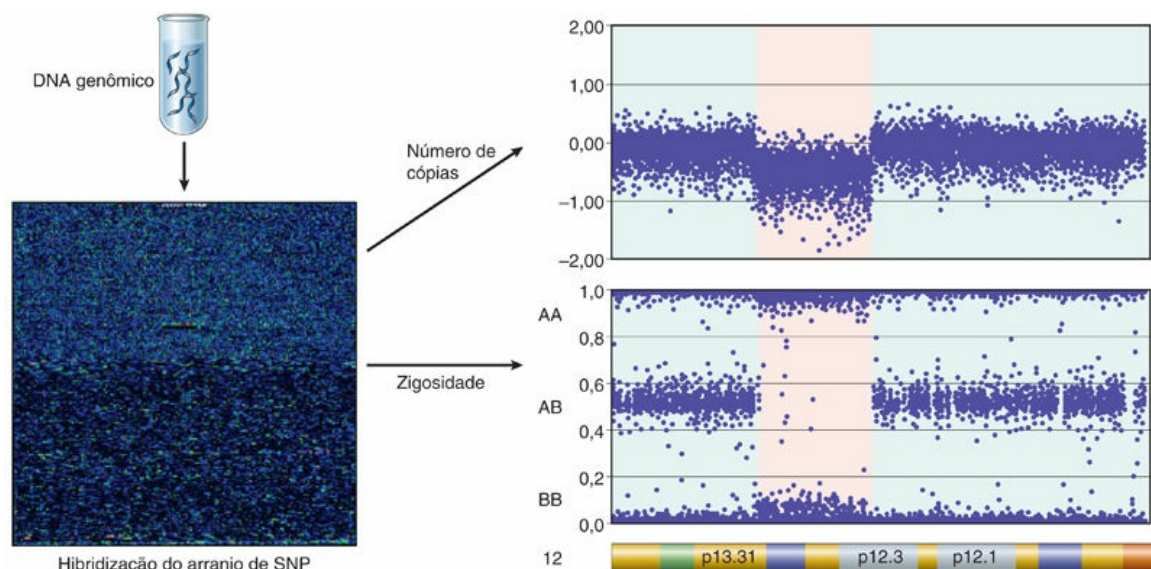 DNA genômico
Hibridização do arranjo de SNP
Número de
cópias
Zigosidade
2,00
1,00
0,00
–1,00
–2,00
1,0
AA
0,8
0,6
AB
0,4
0,2
BB
0,0
12
p13.31
p12.3
p12.1